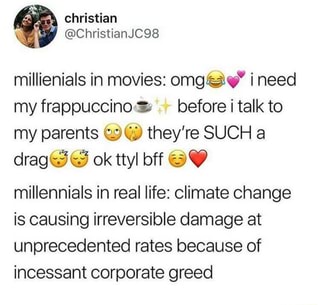 christian
@ChristianJC98
millienials in movies: omg😂💕 i need
my frappuccino☕✨ before i talk to
my parents 🙄🤫 they're SUCH a
drag😴😴 ok ttyl bff ☺️❤️
millennials in real life: climate change
is causing irreversible damage at
unprecedented rates because of
incessant corporate greed